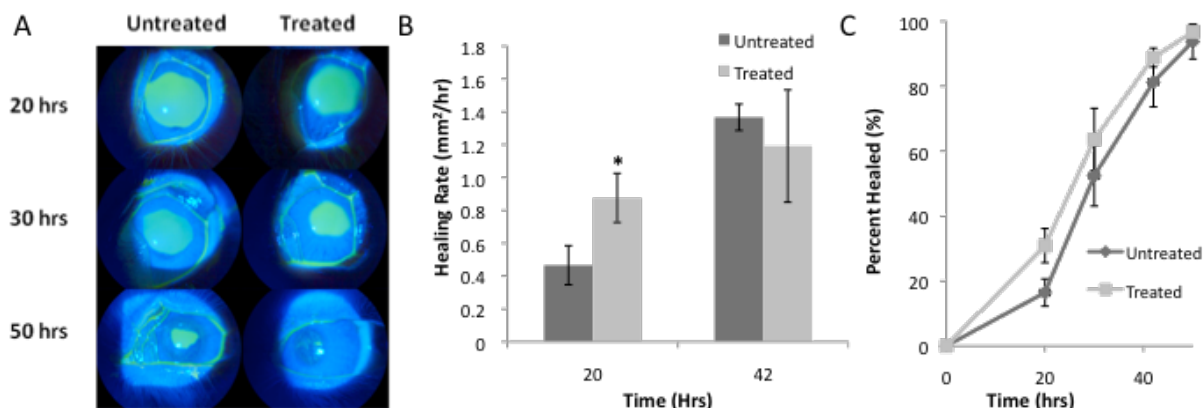 A
Untreated
Treated
20 hrs
30 hrs
50 hrs
B
Untreated
Treated
Healing Rate (mm²/hr)
1.8
1.6
1.4
1.2
1.0
0.8
0.6
0.4
0.2
0
*
20
42
Time (Hrs)
C
Percent Healed (%)
100
80
60
40
20
0
Untreated
Treated
0
20
40
Time (hrs)